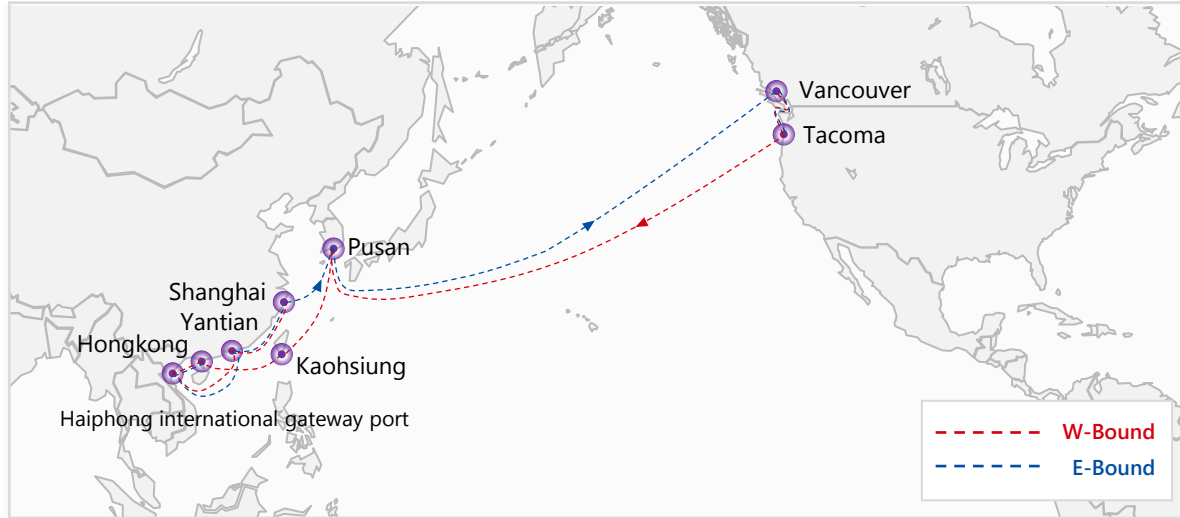 Vancouver
Tacoma
Pusan
Shanghai
Yantian
Hongkong
Kaohsiung
Haiphong international gateway port
W-Bound
E-Bound